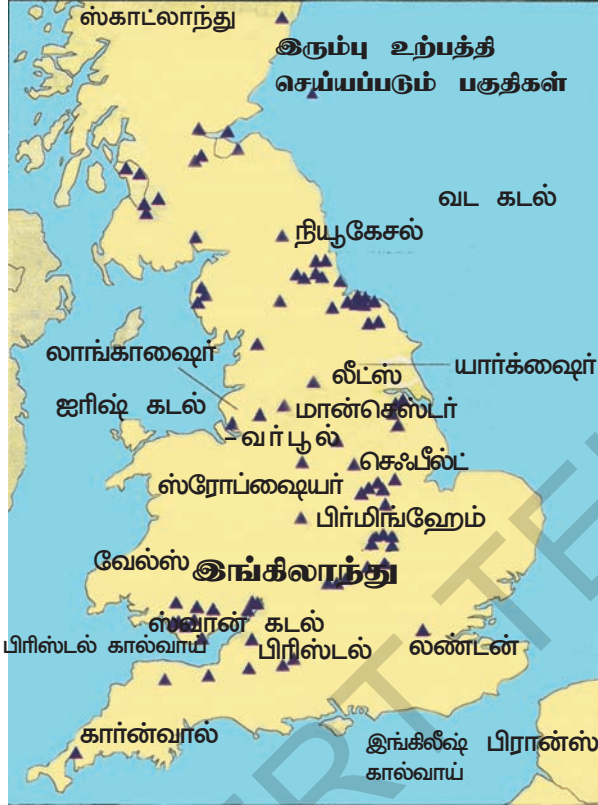 ஸ்காட்லாந்து
இரும்பு உற்பத்தி
செய்யப்படும் பகுதிகள்
வட கடல்
நியூகேசல்
லாங்காஷைர்
யார்க்ஷைர்
லீட்ஸ்
ஐரிஷ் கடல்
மான்செஸ்டர்
-வர்பூல்
செஃபீல்ட்
ஸ்ரோப்ஷையர்
பிர்மிங்ஹேம்
வேல்ஸ்
இங்கிலாந்து
ஸ்வான் கடல்
பிரிஸ்டல் கால்வாய்
பிரிஸ்டல்
லண்டன்
கார்ன்வால்
இங்கிலீஷ்
கால்வாய்
பிரான்ஸ்